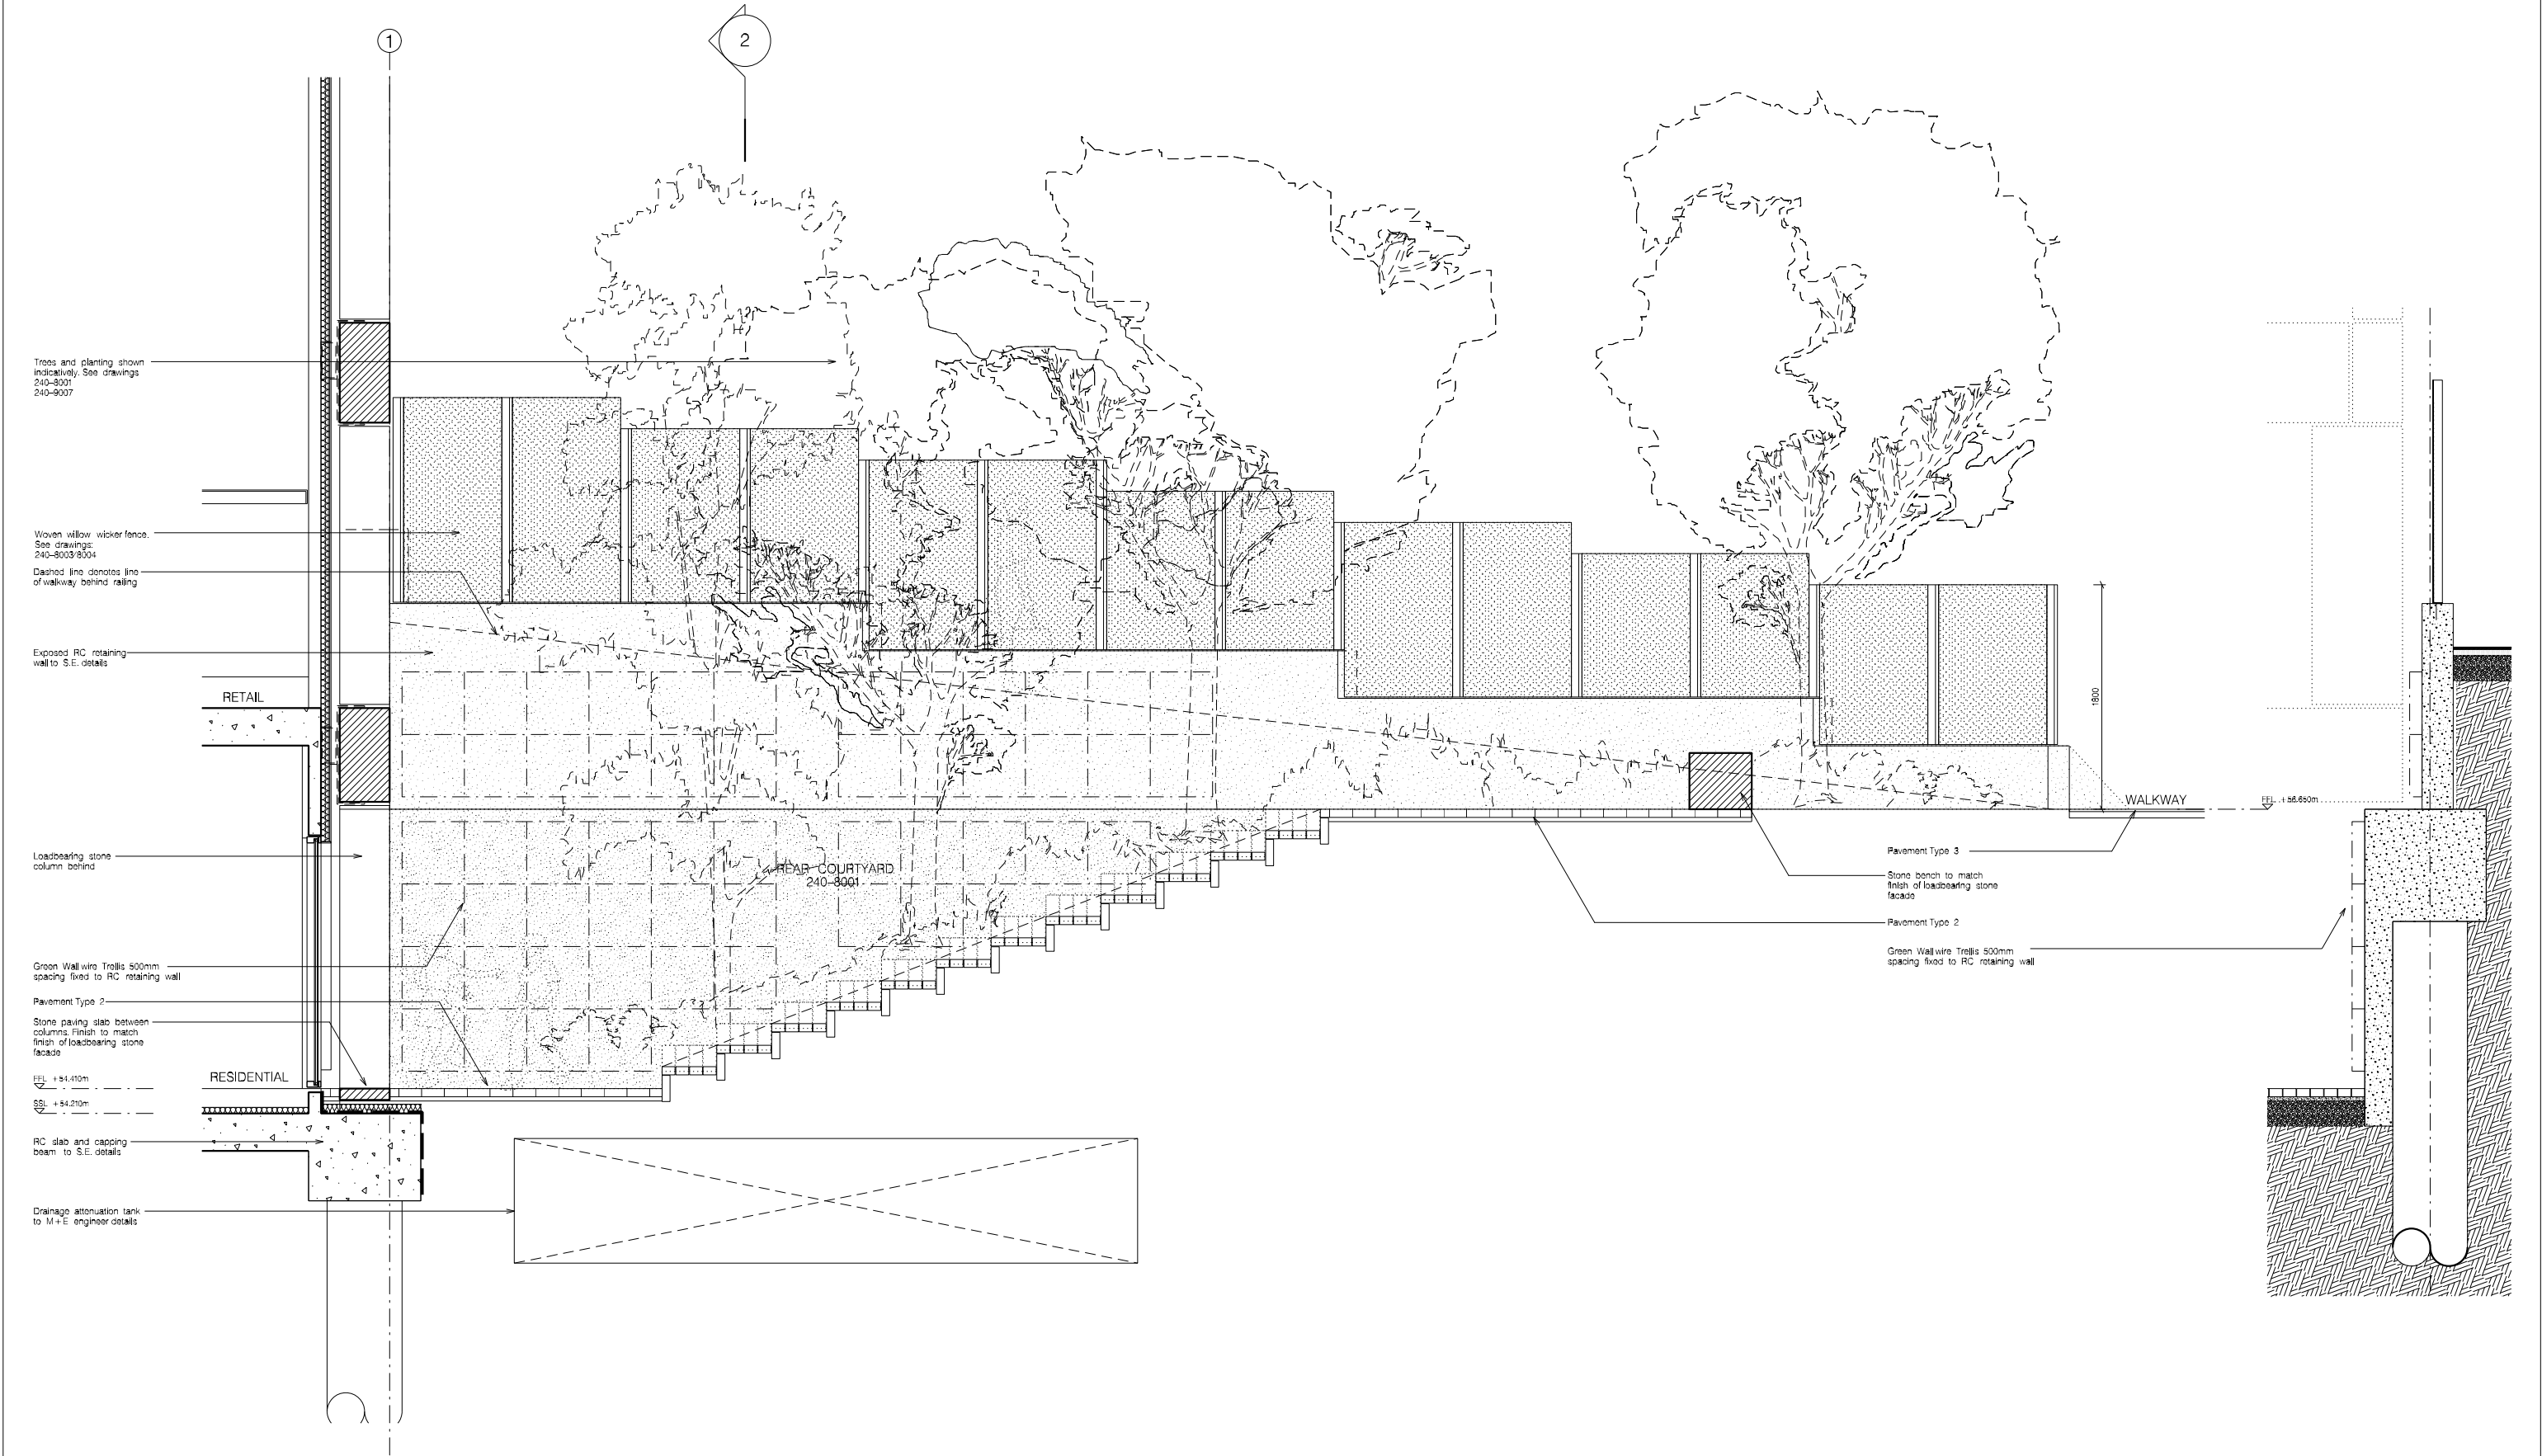 1
2
Trees and planting shown
indicatively. See drawings
240-8001
240-9007
Woven willow wicker fence.
See drawings:
240-8003/8004
Dashed line denotes line
of walkway behind railing
Exposed RC retaining
wall to S.E. details
RETAIL
1800
WALKWAY
FFL +56.650m
Loadbearing stone
column behind
REAR COURTYARD
240-8001
Pavement Type 3
Stone bench to match
finish of loadbearing stone
facade
Pavement Type 2
Green Wall wire Trellis 500mm
spacing fixed to RC retaining wall
Green Wall wire Trellis 500mm
spacing fixed to RC retaining wall
Pavement Type 2
Stone paving slab between
columns. Finish to match
finish of loadbearing stone
facade
RESIDENTIAL
FFL +54.410m
SSL +54.210m
RC slab and capping
beam to S.E. details
Drainage attenuation tank
to M+E engineer details